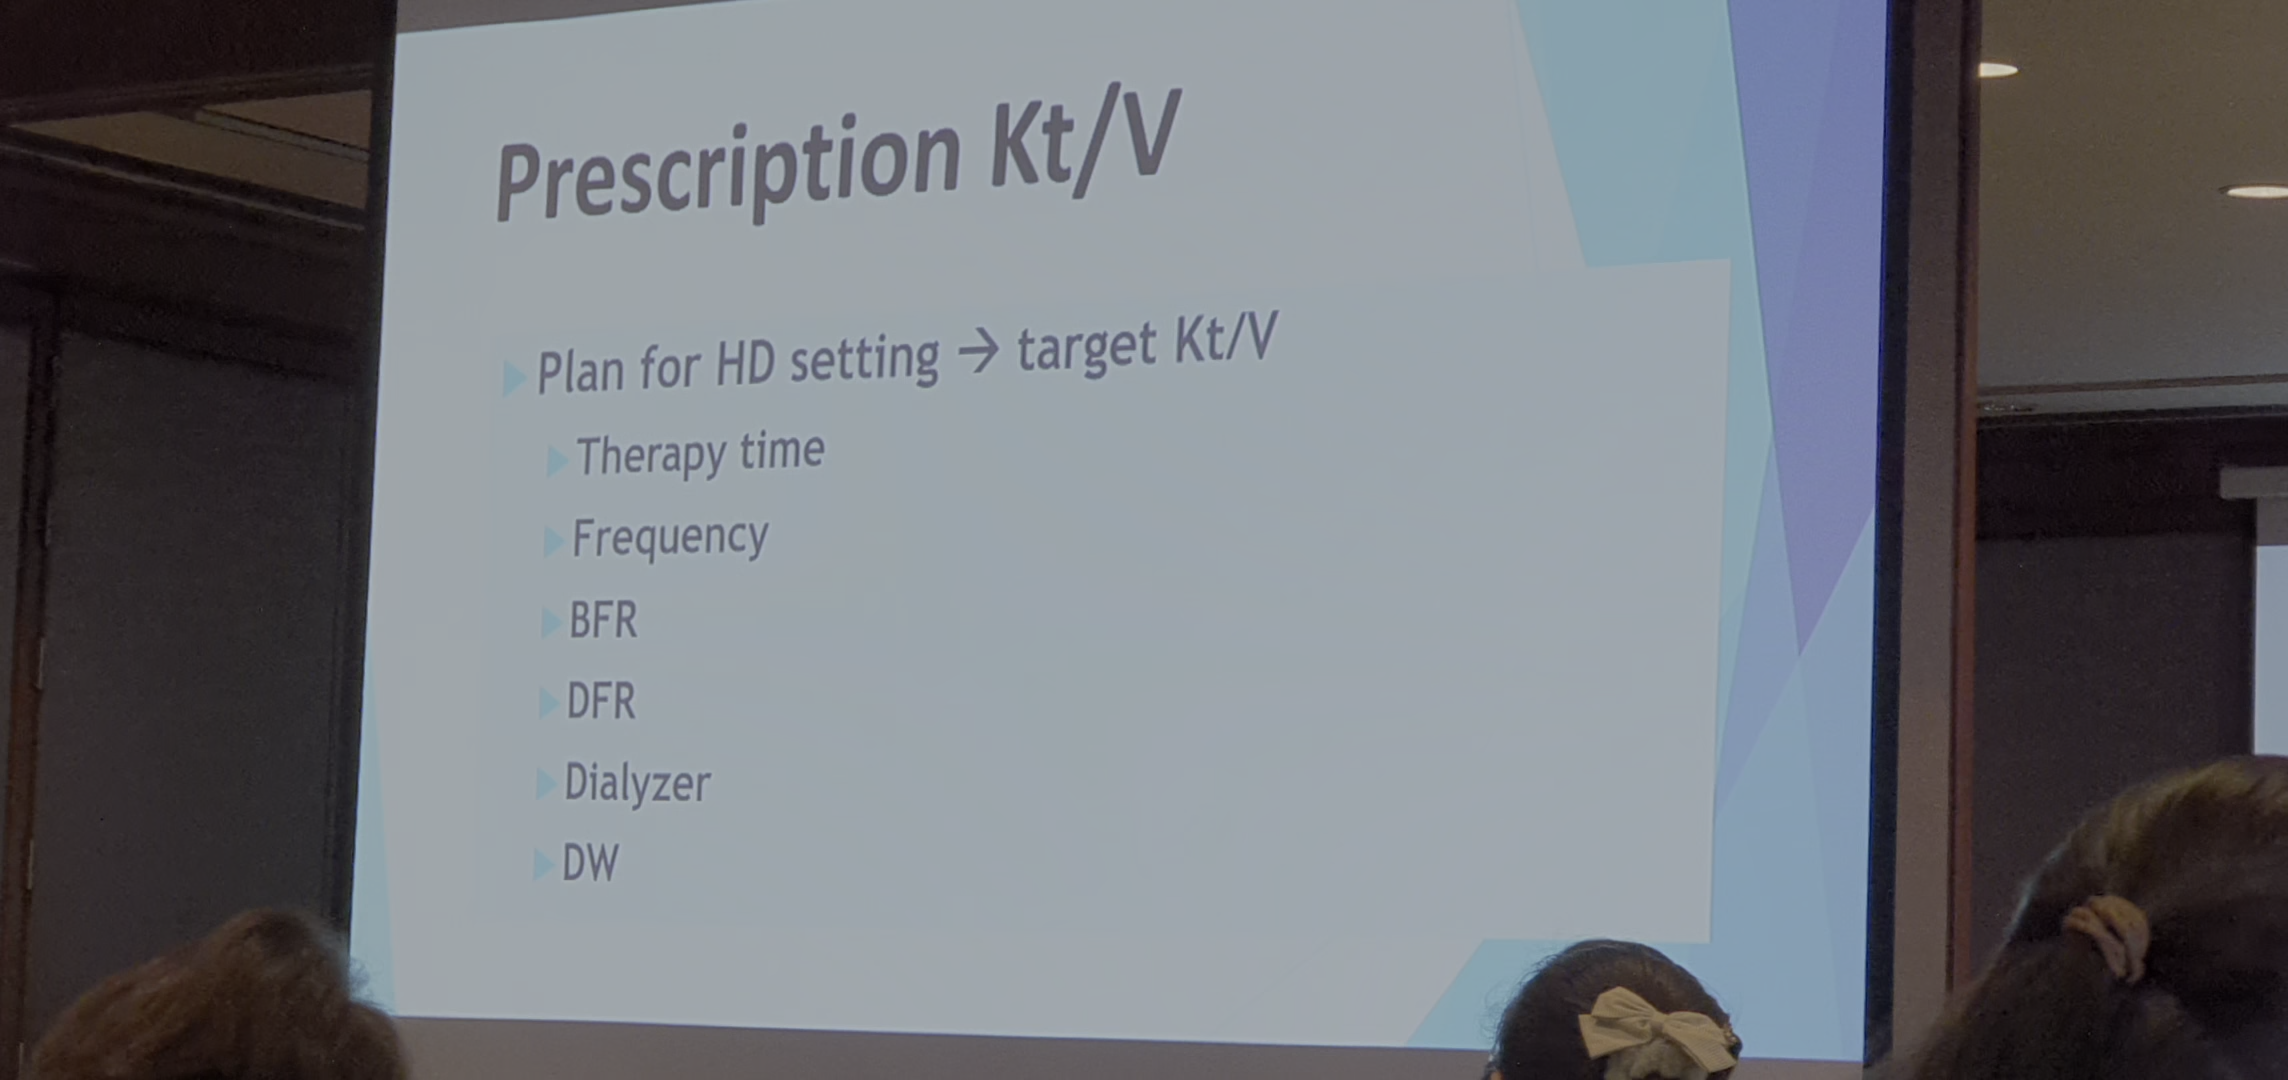 Prescription Kt/V
Plan for HD setting → target Kt/V
Therapy time
Frequency
BFR
DFR
Dialyzer
DW